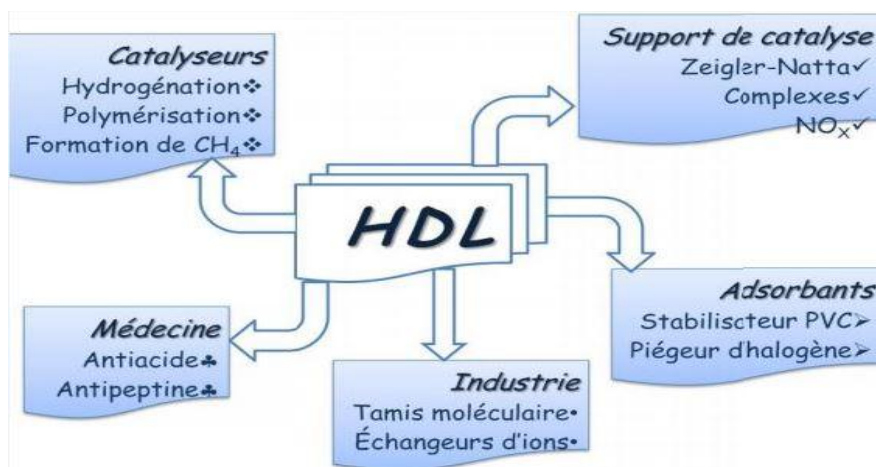 Catalyseurs
Hydrogénation❖
Polymérisation❖
Formation de CH₄❖
Support de catalyse
Zeigler-Natta✓
Complexes✓
NOₓ✓
HDL
Adsorbants
Stabilisateur PVC➢
Piégeur d'halogène➢
Médecine
Antiacide♣
Antipeptine♣
Industrie
Tamis moléculaire•
Échangeurs d'ions•